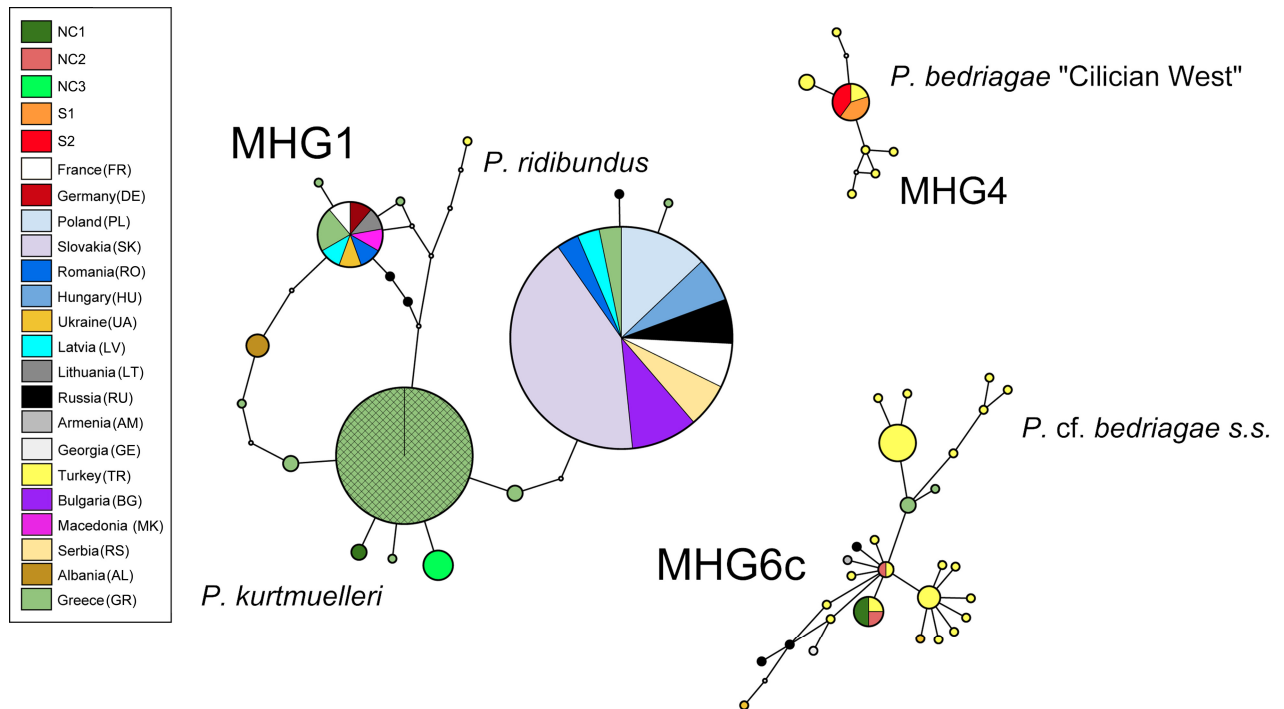 NC1
NC2
NC3
S1
S2
France(FR)
Germany(DE)
Poland(PL)
Slovakia(SK)
Romania(RO)
Hungary(HU)
Ukraine(UA)
Latvia(LV)
Lithuania(LT)
Russia(RU)
Armenia(AM)
Georgia(GE)
Turkey(TR)
Bulgaria(BG)
Macedonia (MK)
Serbia(RS)
Albania(AL)
Greece(GR)
MHG1
P. ridibundus
P. kurtmuelleri
P. bedriagae "Cilician West"
MHG4
P. cf. bedriagae s.s.
MHG6c